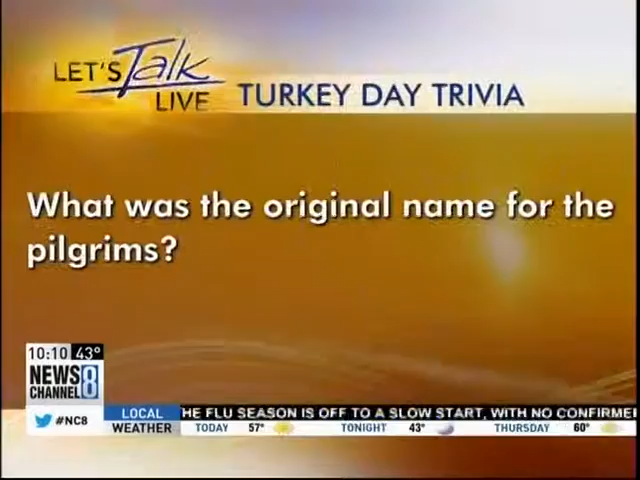 LET'S Talk
LIVE
TURKEY DAY TRIVIA
What was the original name for the
pilgrims?
10:10 43°
NEWS
CHANNEL 8
#NC8
LOCAL
WEATHER
HE FLU SEASON IS OFF TO A SLOW START, WITH NO CONFIRME
TODAY 57° TONIGHT 43° THURSDAY 60°